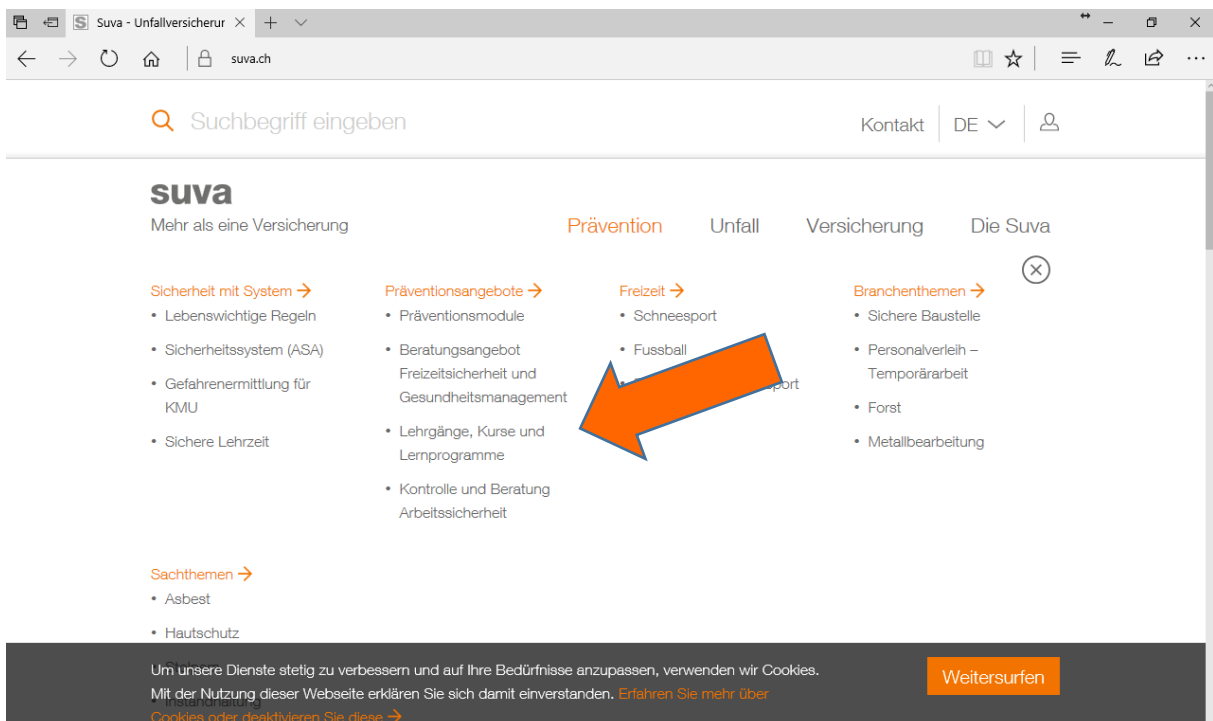 Suva - Unfallversicherur
suva.ch
Suchbegriff eingeben
Kontakt
DE
suva
Mehr als eine Versicherung
Prävention
Unfall
Versicherung
Die Suva
Sicherheit mit System →
• Lebenswichtige Regeln
• Sicherheitssystem (ASA)
• Gefahrenermittlung für
KMU
• Sichere Lehrzeit
Präventionsangebote →
• Präventionsmodule
• Beratungsangebot
Freizeitsicherheit und
Gesundheitsmanagement
• Lehrgänge, Kurse und
Lernprogramme
• Kontrolle und Beratung
Arbeitssicherheit
Freizeit →
• Schneesport
• Fussball
Branchenthemen →
• Sichere Baustelle
• Personalverleih –
Temporärarbeit
• Forst
• Metallbearbeitung
Sachthemen →
• Asbest
• Hautschutz
• Instandhaltung
Um unsere Dienste stetig zu verbessern und auf Ihre Bedürfnisse anzupassen, verwenden wir Cookies.
Mit der Nutzung dieser Webseite erklären Sie sich damit einverstanden. Erfahren Sie mehr über
Cookies oder deaktivieren Sie diese →
Weitersurfen